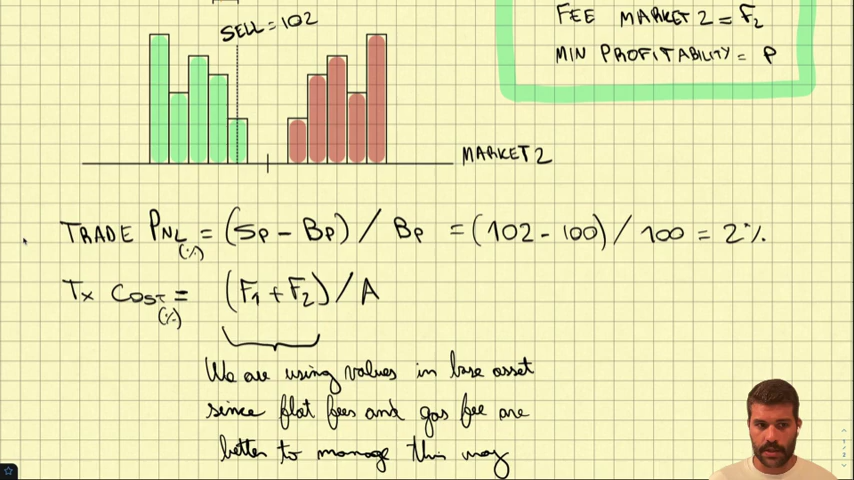 SELL = 102
FEE MARKET 2 = F2
MIN PROFITABILITY = P
MARKET 2
TRADE PNL (%) = (SP - BP) / BP = (102 - 100) / 100 = 2%
TX COST (%) = (F1 + F2) / A
We are using values in base asset
since flat fees and gas fee are
better to manage this way